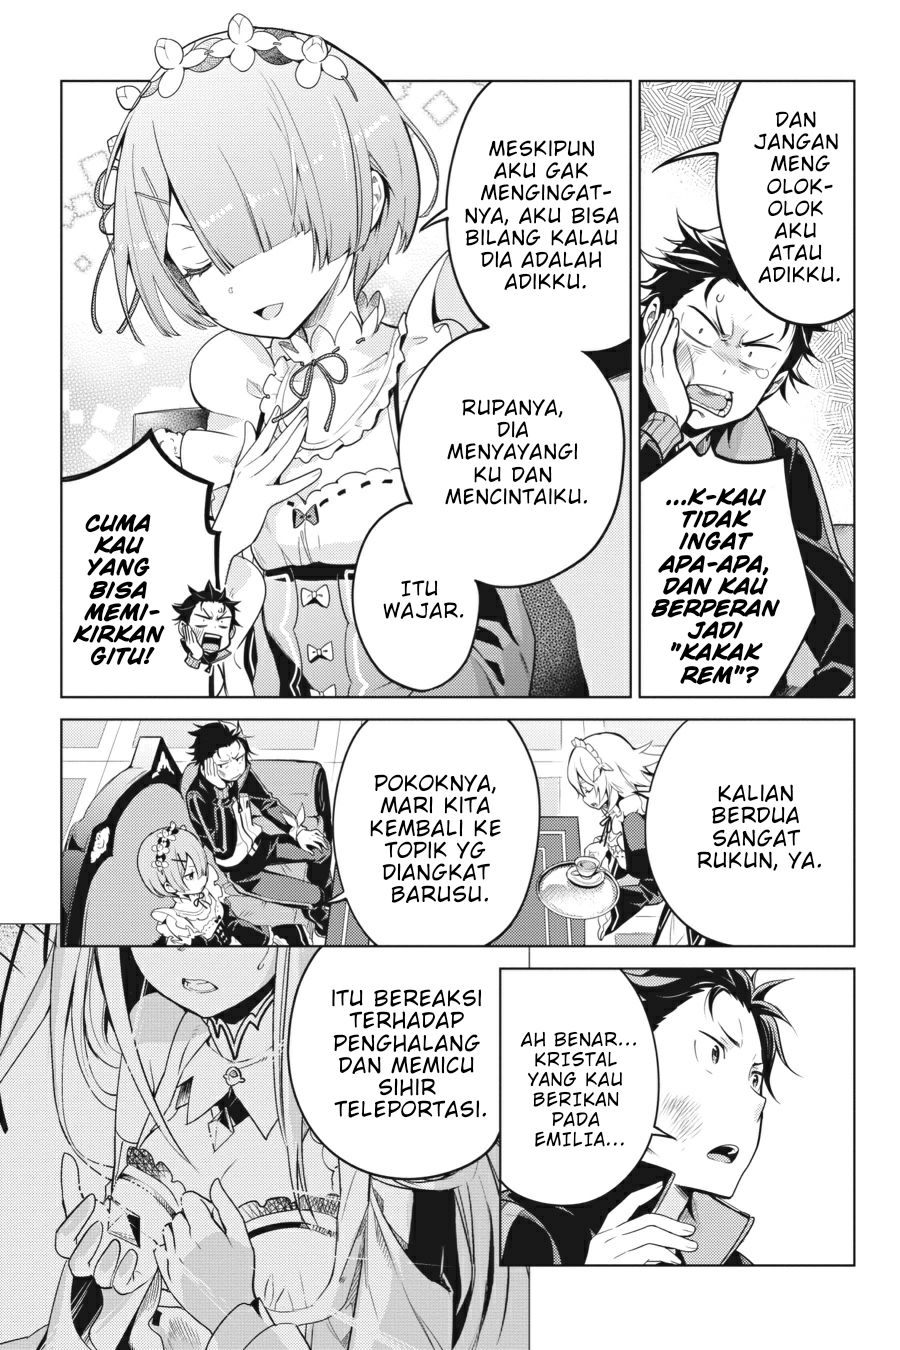 DAN
JANGAN
MENG
OLOK-
OLOK
AKU
ATAU
ADIKKU.
...K-KAU
TIDAK
INGAT
APA-APA,
DAN KAU
BERPERAN
JADI
"KAKAK
REM"?
MESKIPUN
AKU GAK
MENGINGAT-
NYA, AKU BISA
BILANG KALAU
DIA ADALAH
ADIKKU.
RUPANYA,
DIA
MENYAYANGI
KU DAN
MENCINTAIKU.
ITU
WAJAR.
CUMA
KAU
YANG
BISA
MEMI-
KIRKAN
GITU!
KALIAN
BERDUA
SANGAT
RUKUN, YA.
POKOKNYA,
MARI KITA
KEMBALI KE
TOPIK YG
DIANGKAT
BARUSU.
AH BENAR...
KRISTAL
YANG KAU
BERIKAN
PADA
EMILIA...
ITU BEREAKSI
TERHADAP
PENGHALANG
DAN MEMICU
SIHIR
TELEPORTASI.